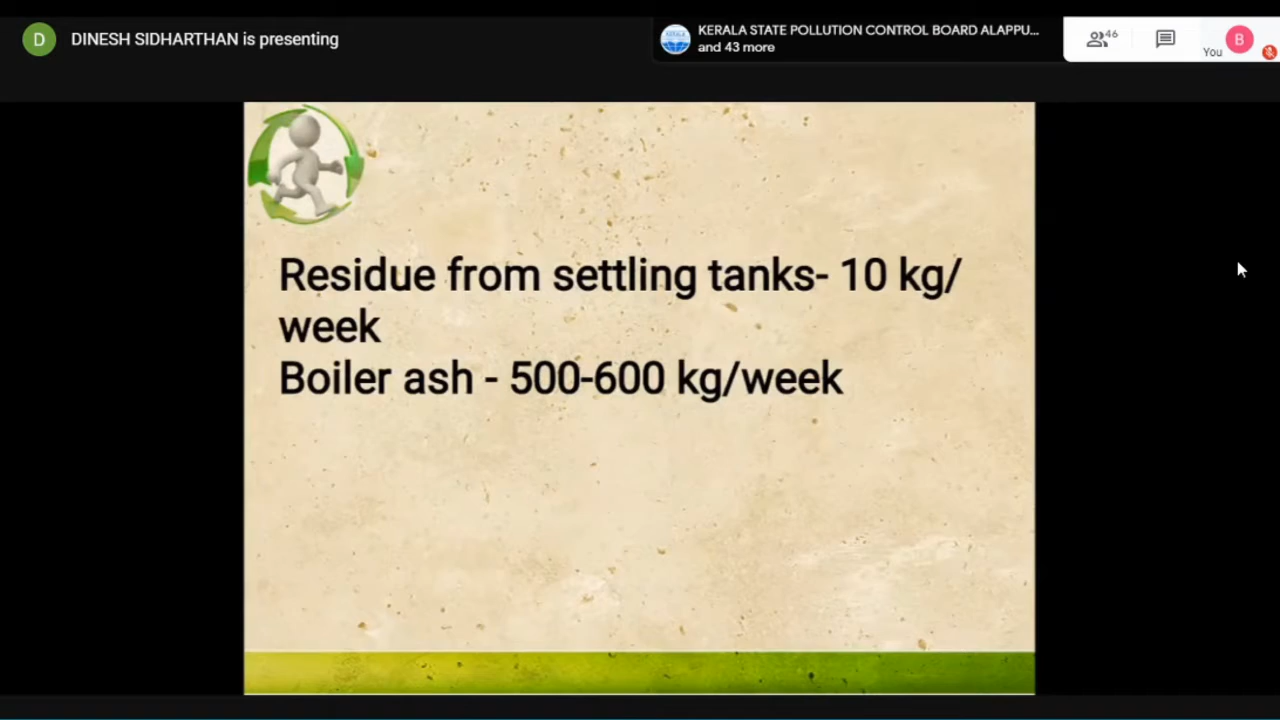 D
DINESH SIDHARTHAN is presenting
KERALA STATE POLLUTION CONTROL BOARD ALAPPU...
and 43 more
46
You
B
Residue from settling tanks- 10 kg/
week
Boiler ash - 500-600 kg/week